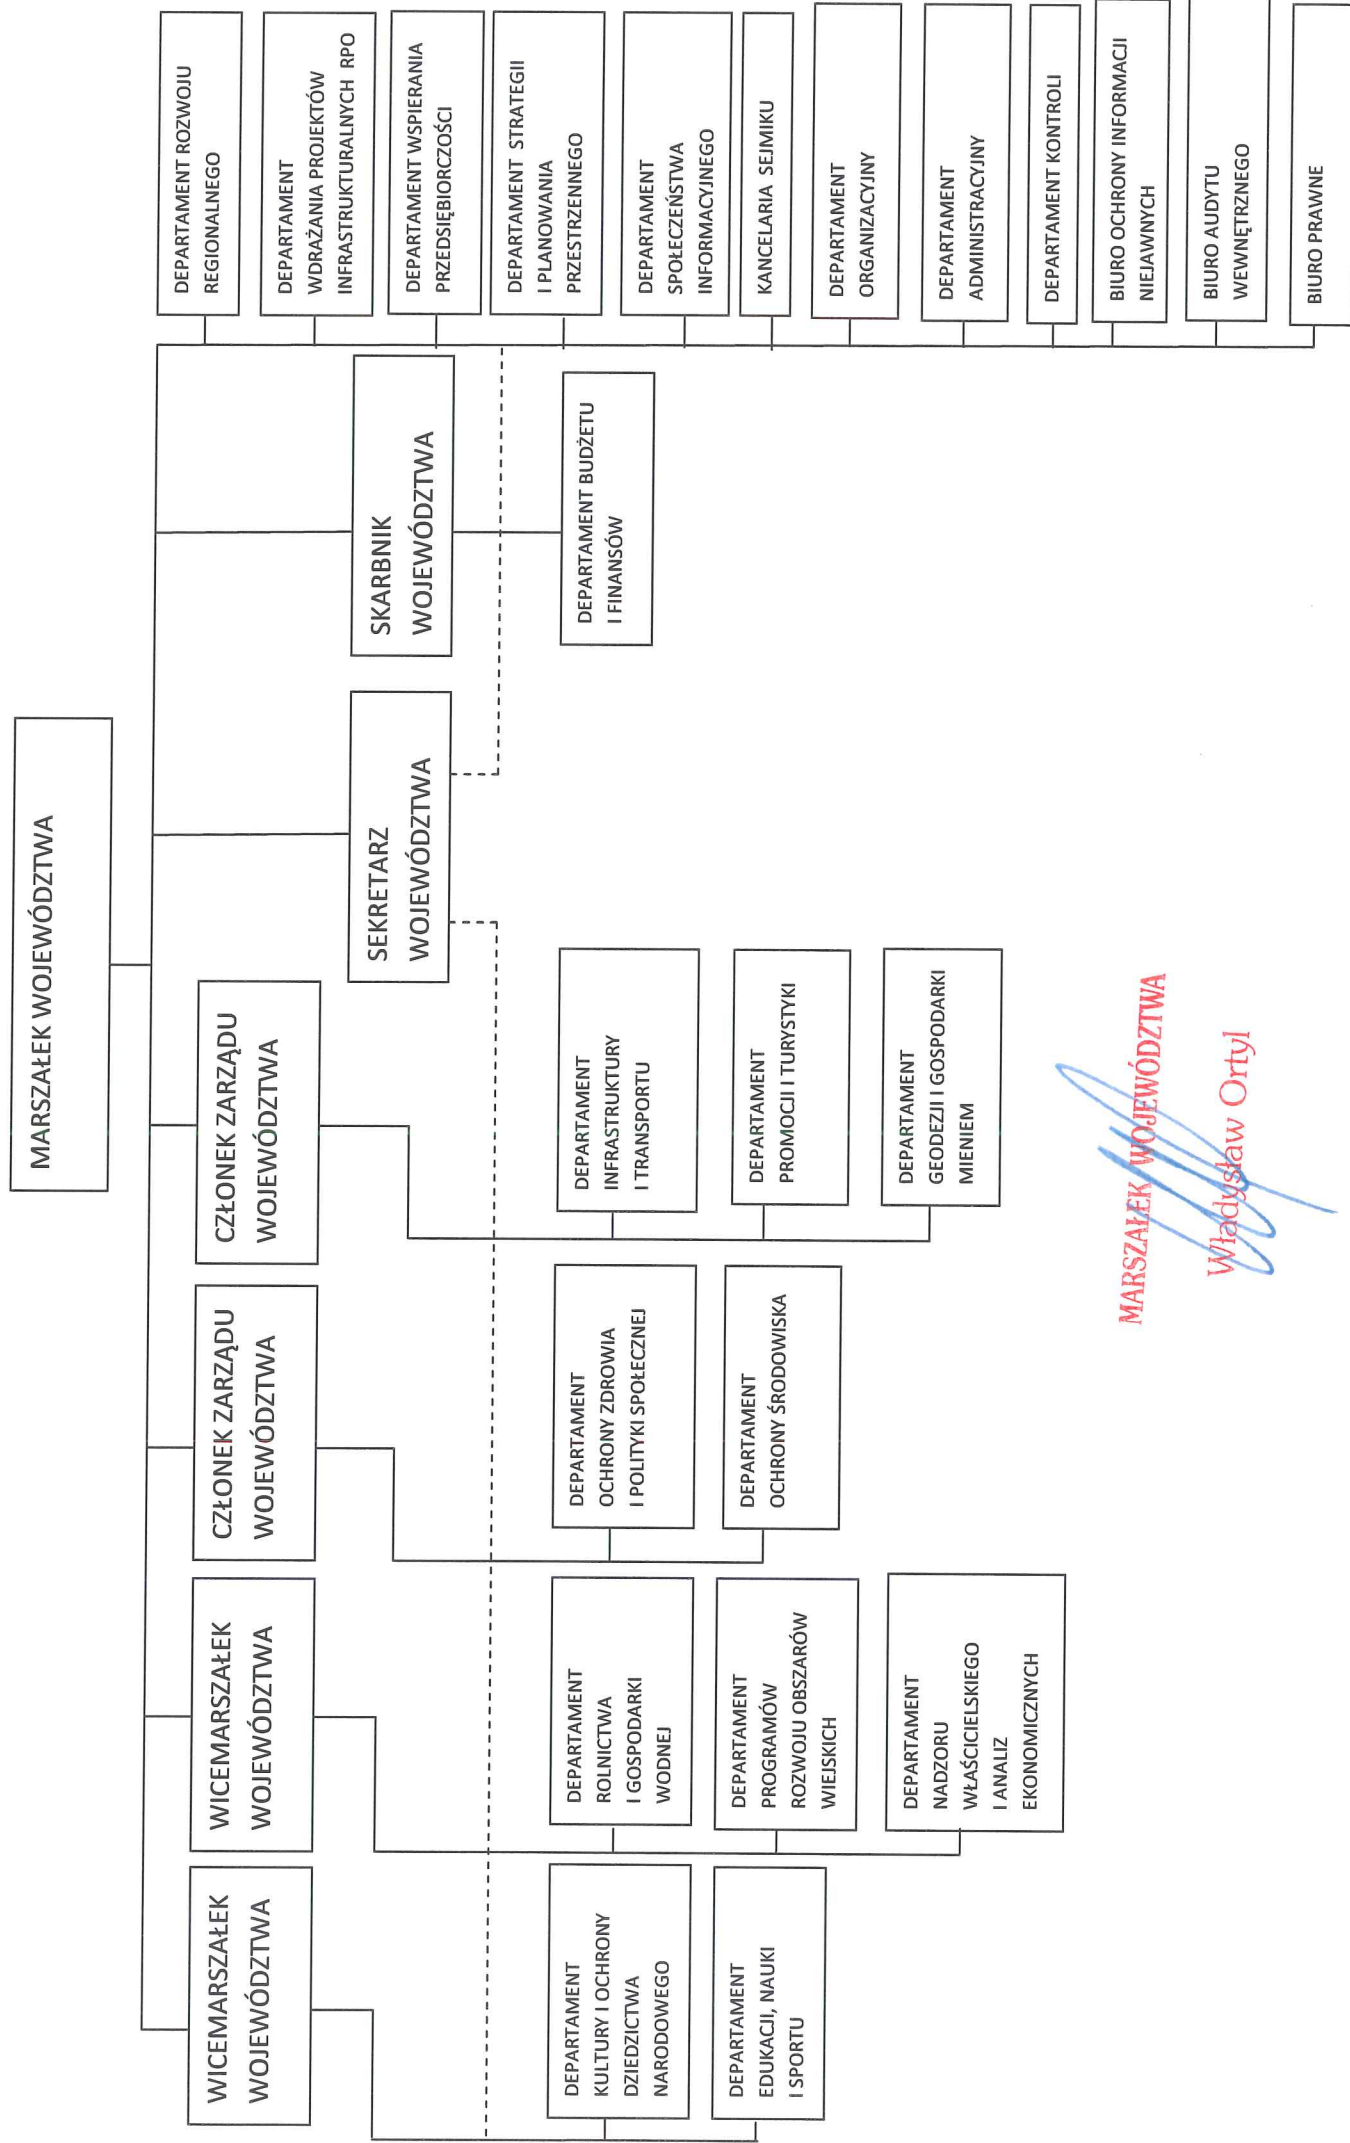 MARSZAŁEK WOJEWÓDZTWA
WICEMARSZAŁEK
WOJEWÓDZTWA
WICEMARSZAŁEK
WOJEWÓDZTWA
CZŁONEK ZARZĄDU
WOJEWÓDZTWA
CZŁONEK ZARZĄDU
WOJEWÓDZTWA
SEKRETARZ
WOJEWÓDZTWA
SKARBNIK
WOJEWÓDZTWA
DEPARTAMENT
KULTURY I OCHRONY
DZIEDZICTWA
NARODOWEGO
DEPARTAMENT
EDUKACJI, NAUKI
I SPORTU
DEPARTAMENT
ROLNICTWA
I GOSPODARKI
WODNEJ
DEPARTAMENT
PROGRAMÓW
ROZWOJU OBSZARÓW
WIEJSKICH
DEPARTAMENT
NADZORU
WŁAŚCICIELSKIEGO
I ANALIZ
EKONOMICZNYCH
DEPARTAMENT
OCHRONY ZDROWIA
I POLITYKI SPOŁECZNEJ
DEPARTAMENT
OCHRONY ŚRODOWISKA
DEPARTAMENT
INFRASTRUKTURY
I TRANSPORTU
DEPARTAMENT
PROMOCJI I TURYSTYKI
DEPARTAMENT
GEODEZJI I GOSPODARKI
MIENIEM
DEPARTAMENT BUDŻETU
I FINANSÓW
DEPARTAMENT ROZWOJU
REGIONALNEGO
DEPARTAMENT
WDRAŻANIA PROJEKTÓW
INFRASTRUKTURALNYCH RPO
DEPARTAMENT WSPIERANIA
PRZEDSIĘBIORCZOŚCI
DEPARTAMENT STRATEGII
I PLANOWANIA
PRZESTRZENNEGO
DEPARTAMENT
SPOŁECZEŃSTWA
INFORMACYJNEGO
KANCELARIA SEJMIKU
DEPARTAMENT
ORGANIZACYJNY
DEPARTAMENT
ADMINISTRACYJNY
DEPARTAMENT KONTROLI
BIURO OCHRONY INFORMACJI
NIEJAWNYCH
BIURO AUDYTU
WEWNĘTRZNEGO
BIURO PRAWNE
MARSZAŁEK WOJEWÓDZTWA
Władysław Ortyl